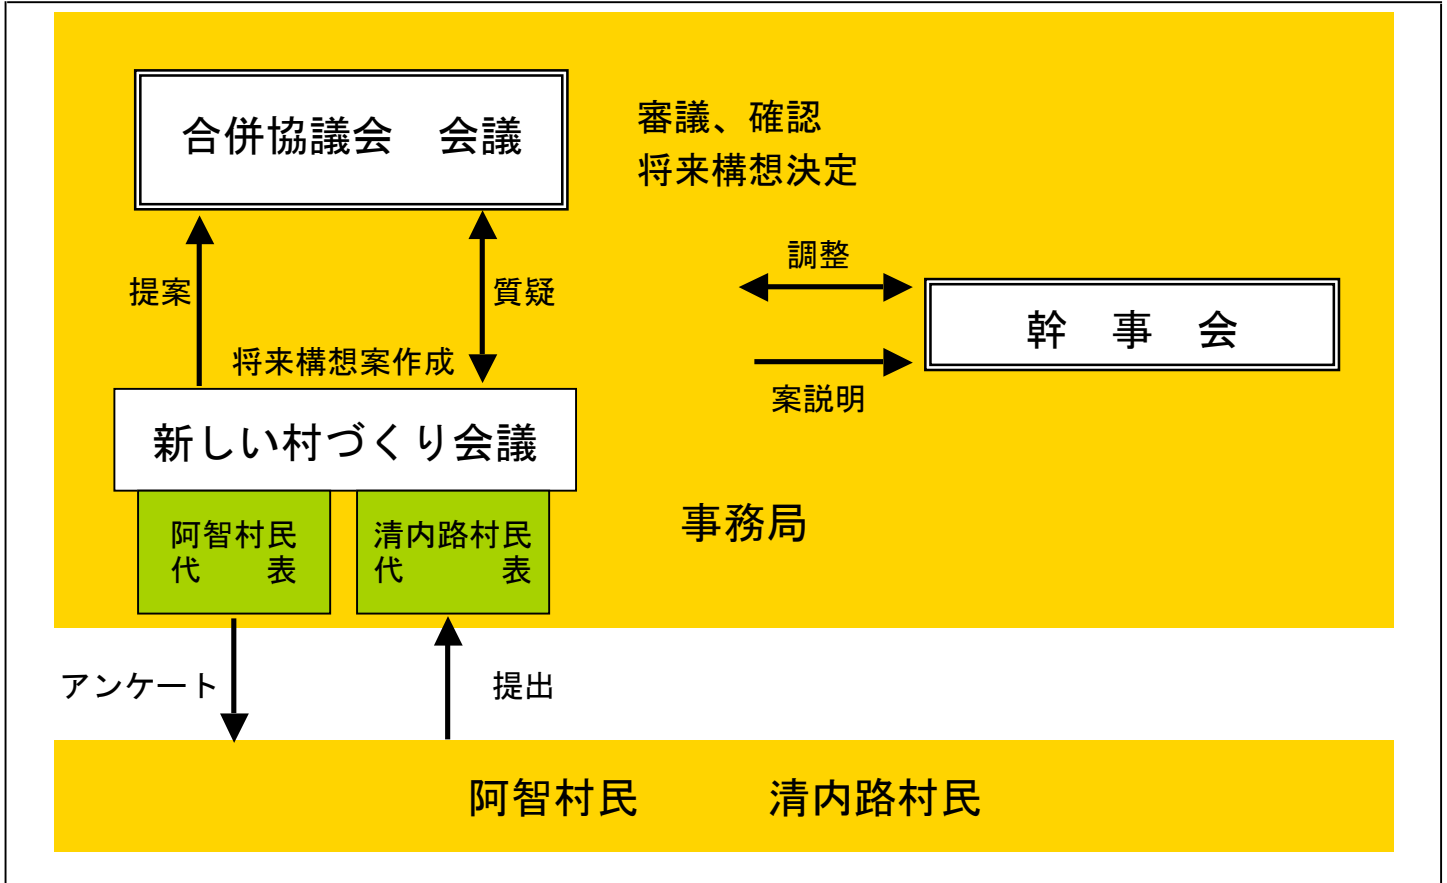 合併協議会　会議
審議、確認
将来構想決定
提案
質疑
調整
幹　事　会
将来構想案作成
案説明
新しい村づくり会議
阿智村民
代　　表
清内路村民
代　　　表
事務局
アンケート
提出
阿智村民　　　清内路村民